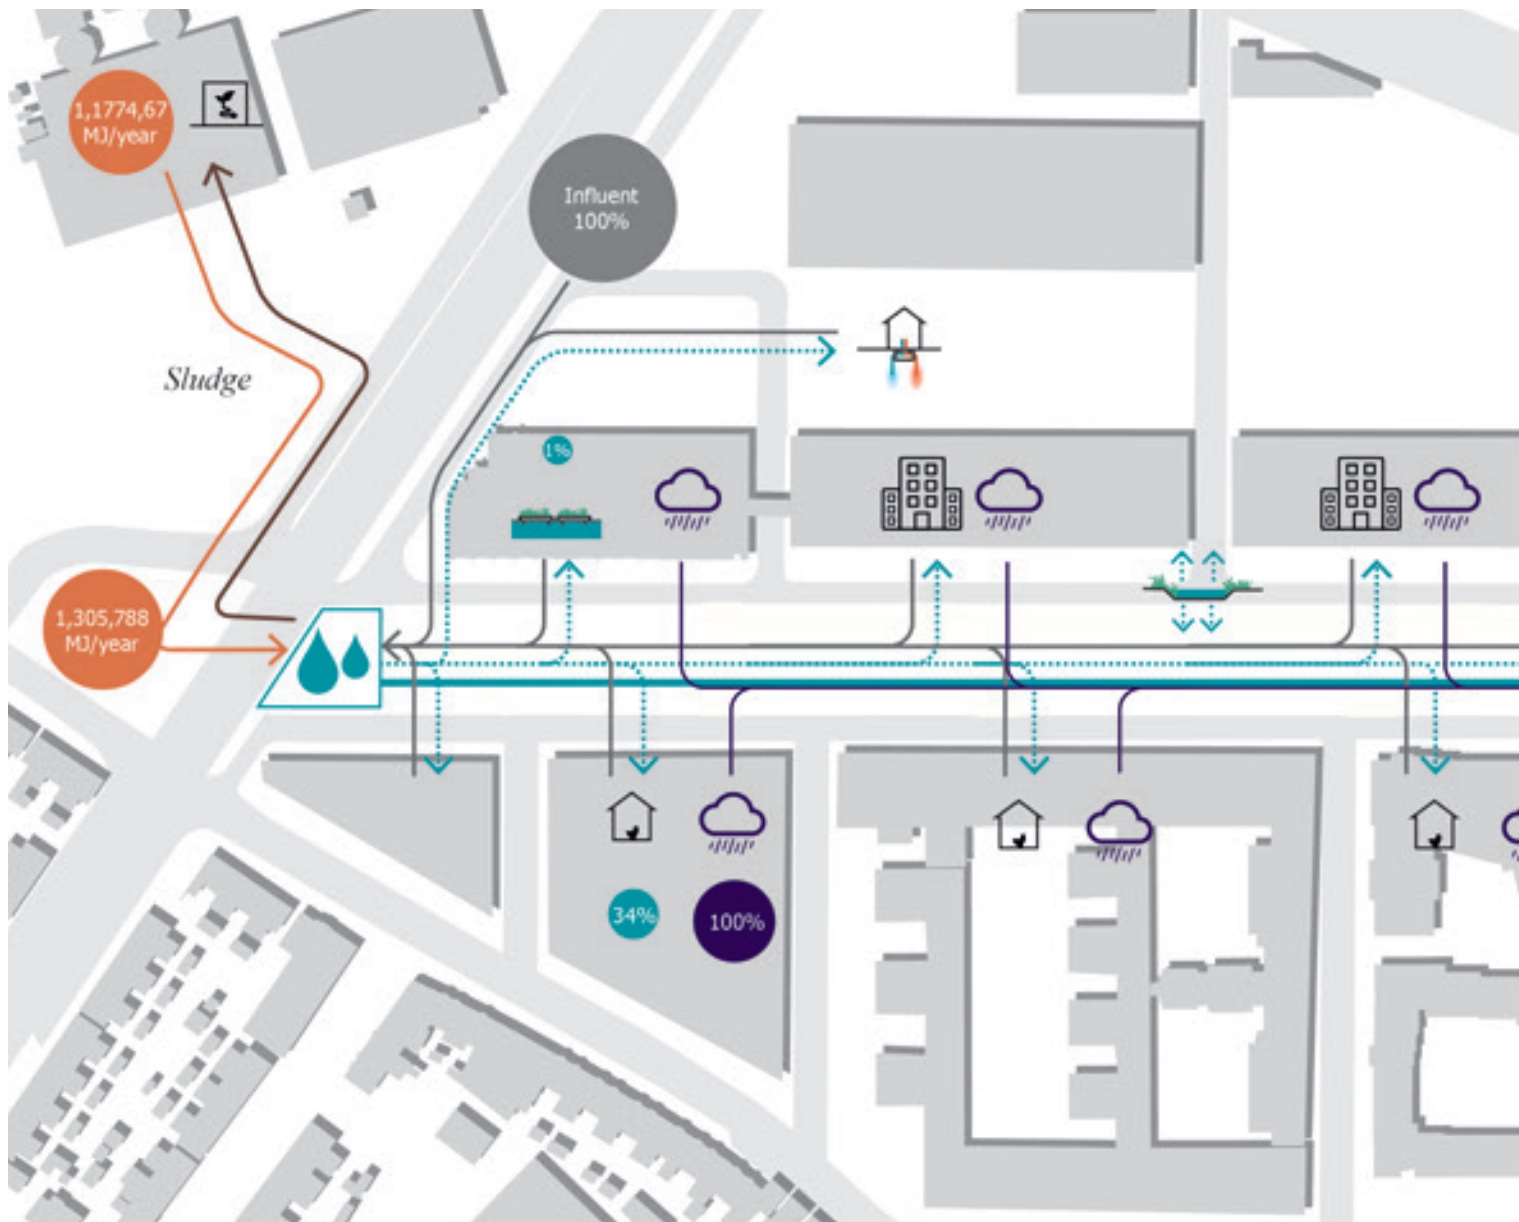 1,1774,67
MJ/year
Influent
100%
Sludge
1%
1,305,788
MJ/year
34%
100%